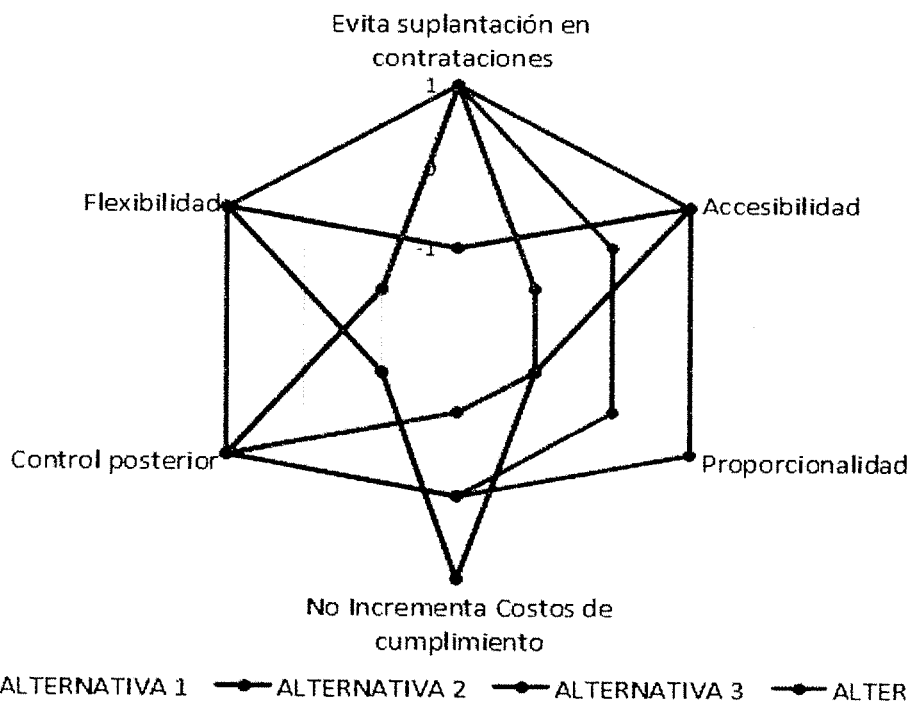 Evita suplantación en
contrataciones
1
0
-1
Flexibilidad
Accesibilidad
Control posterior
Proporcionalidad
No Incrementa Costos de
cumplimiento
ALTERNATIVA 1 ALTERNATIVA 2 ALTERNATIVA 3 ALTER